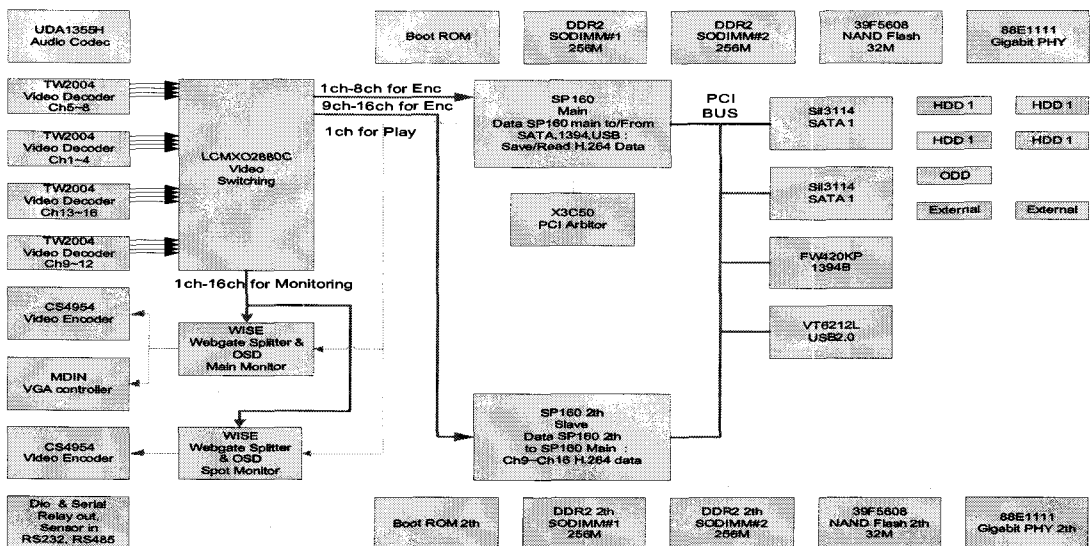 UDA1355H
Audio Codec
Boot ROM
DDR2
SODIMM#1
256M
DDR2
SODIMM#2
256M
39F5608
NAND Flash
32M
88E1111
Gigabit PHY
TW2004
Video Decoder
Ch5~8
TW2004
Video Decoder
Ch1~4
TW2004
Video Decoder
Ch13~16
TW2004
Video Decoder
Ch9~12
LCMXO2880C
Video
Switching
1ch-8ch for Enc
9ch-16ch for Enc
1ch for Play
SP160
Main
Data SP160 main to/From
SATA,1394,USB :
Save/Read H.264 Data
PCI
BUS
X3C50
PCI Arbitor
SiI3114
SATA 1
SiI3114
SATA 1
FW420KP
1394B
VT6212L
USB2.0
HDD 1
HDD 1
HDD 1
HDD 1
ODD
External
External
1ch-16ch for Monitoring
CS4954
Video Encoder
WISE
Webgate Splitter &
OSD
Main Monitor
MDIN
VGA controller
CS4954
Video Encoder
WISE
Webgate Splitter
& OSD
Spot Monitor
SP160 2th
Slave
Data SP160 2th
to SP160 Main :
Ch9~Ch16 H.264 data
Dio & Serial
Relay out,
Sensor in
RS232, RS485
Boot ROM 2th
DDR2 2th
SODIMM#1
256M
DDR2 2th
SODIMM#2
256M
39F5608
NAND Flash 2th
32M
88E1111
Gigabit PHY 2th